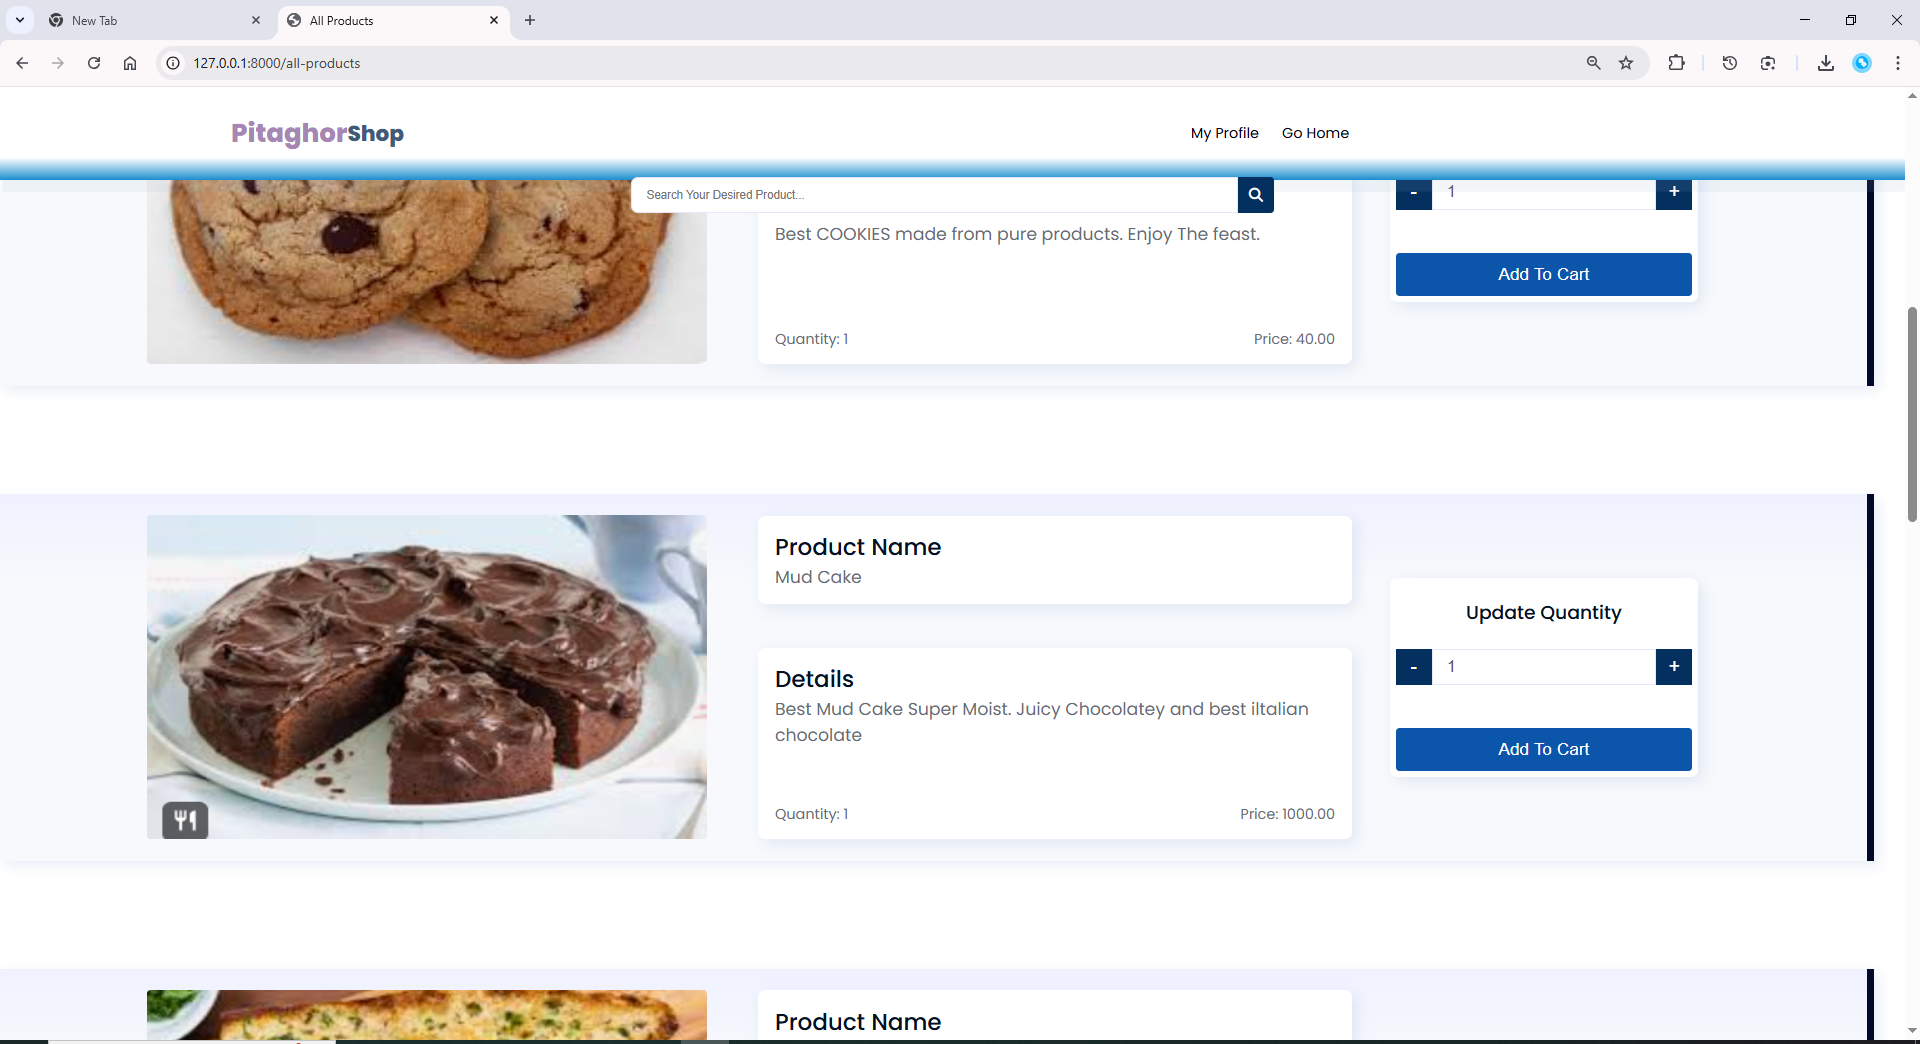 New Tab
All Products
127.0.0.1:8000/all-products
PitaghorShop
My Profile
Go Home
Search Your Desired Product...
- 1 +
Best COOKIES made from pure products. Enjoy The feast.
Add To Cart
Quantity: 1
Price: 40.00
Product Name
Mud Cake
Update Quantity
- 1 +
Details
Best Mud Cake Super Moist. Juicy Chocolatey and best iltalian
chocolate
Add To Cart
Quantity: 1
Price: 1000.00
Product Name